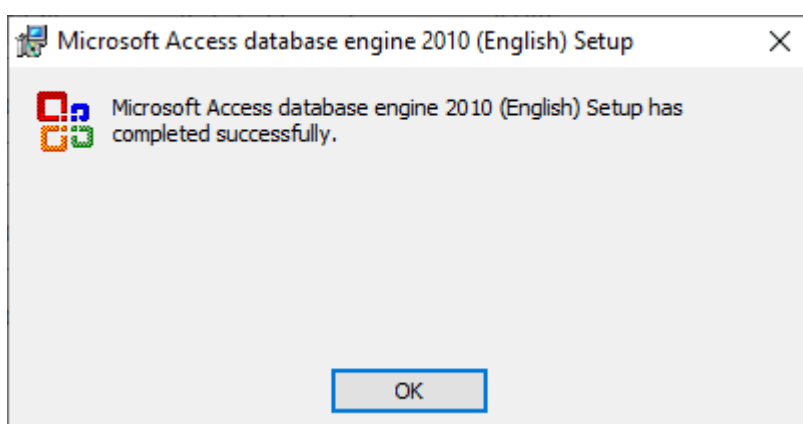 Microsoft Access database engine 2010 (English) Setup
Microsoft Access database engine 2010 (English) Setup has
completed successfully.
OK